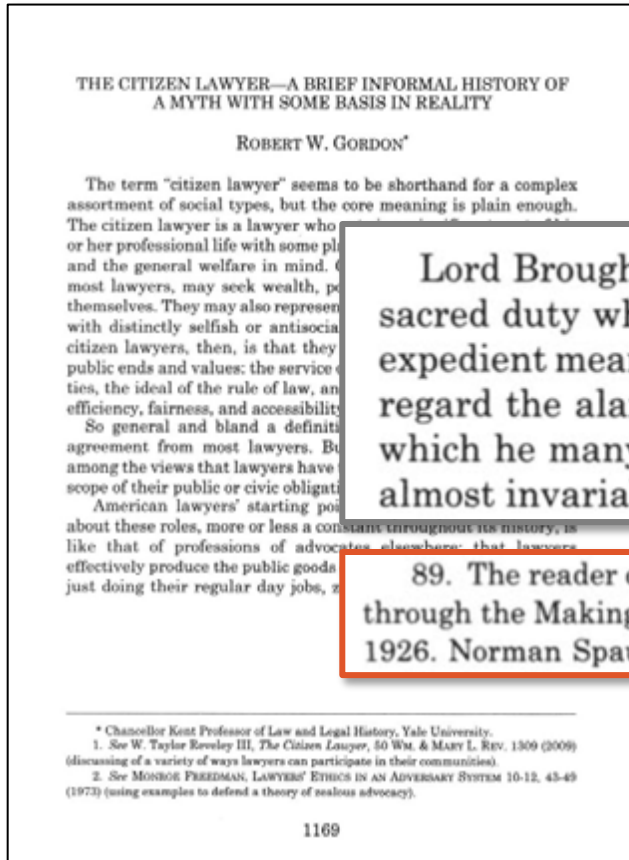 THE CITIZEN LAWYER—A BRIEF INFORMAL HISTORY OF
A MYTH WITH SOME BASIS IN REALITY
ROBERT W. GORDON*
The term "citizen lawyer" seems to be shorthand for a complex
assortment of social types, but the core meaning is plain enough.
The citizen lawyer is a lawyer who
or her professional life with some pl
and the general welfare in mind.
most lawyers, may seek wealth, p
themselves. They may also represen
with distinctly selfish or antisocia
citizen lawyers, then, is that they
public ends and values: the service
ties, the ideal of the rule of law, an
efficiency, fairness, and accessibility
So general and bland a definiti
agreement from most lawyers. Bu
among the views that lawyers have
scope of their public or civic obligati
American lawyers' starting poi
about these roles, more or less a constant throughout its history, is
like that of professions of advocates elsewhere: that lawyers
effectively produce the public goods
just doing their regular day jobs, z
Lord Brough
sacred duty wh
expedient mea
regard the ala
which he many
almost invaria
89. The reader
through the Making
1926. Norman Spau
* Chancellor Kent Professor of Law and Legal History, Yale University.
1. See W. Taylor Reveley III, The Citizen Lawyer, 50 WM. & MARY L. REV. 1309 (2009)
(discussing of a variety of ways lawyers can participate in their communities).
2. See MONROE FREEDMAN, LAWYERS' ETHICS IN AN ADVERSARY SYSTEM 10-12, 43-49
(1973) (using examples to defend a theory of zealous advocacy).
1169